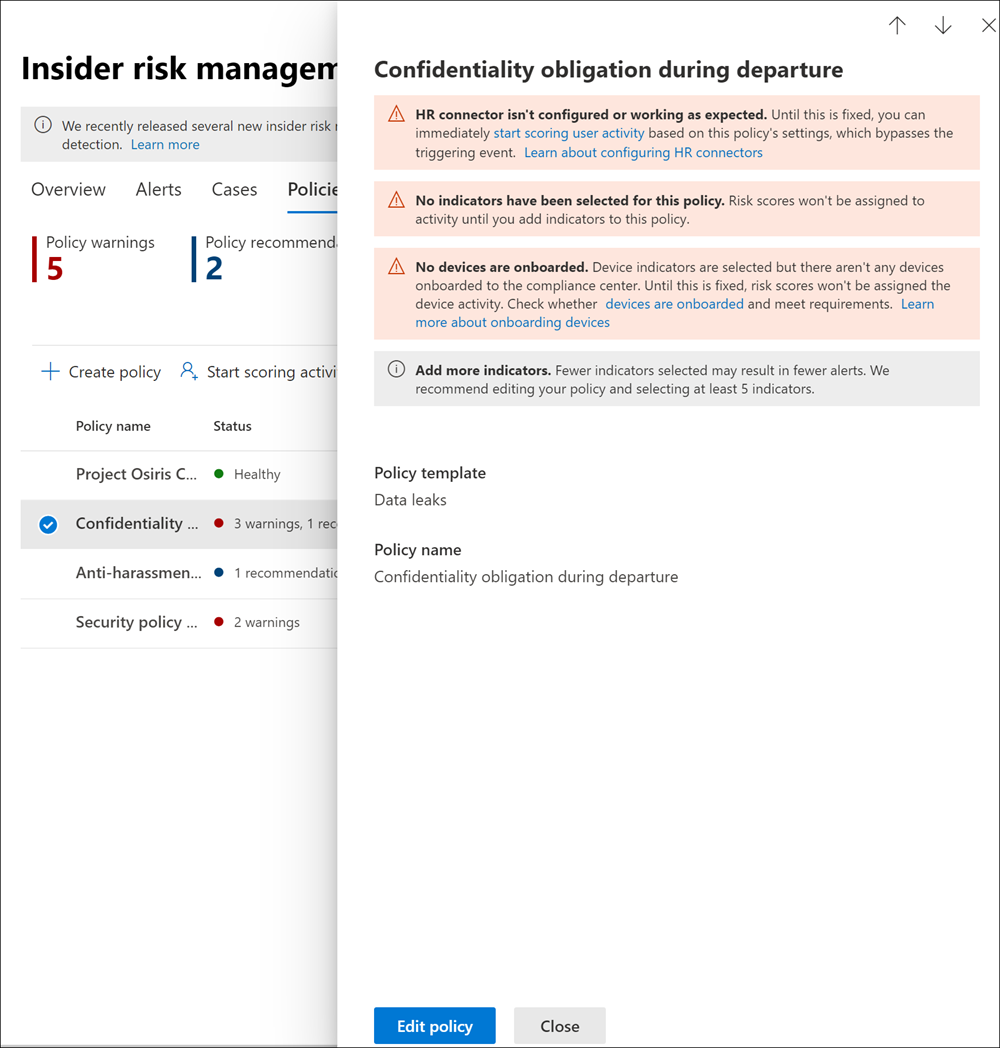 Insider risk managem
We recently released several new insider risk
detection. Learn more
Overview Alerts Cases Policie
Policy warnings
5
Policy recommenda
2
Create policy Start scoring activi
Policy name Status
Project Osiris C... Healthy
Confidentiality ... 3 warnings, 1 rec
Anti-harassmen... 1 recommendatio
Security policy ... 2 warnings
Confidentiality obligation during departure
HR connector isn't configured or working as expected. Until this is fixed, you can
immediately start scoring user activity based on this policy's settings, which bypasses the
triggering event. Learn about configuring HR connectors
No indicators have been selected for this policy. Risk scores won't be assigned to
activity until you add indicators to this policy.
No devices are onboarded. Device indicators are selected but there aren't any devices
onboarded to the compliance center. Until this is fixed, risk scores won't be assigned the
device activity. Check whether devices are onboarded and meet requirements. Learn
more about onboarding devices
Add more indicators. Fewer indicators selected may result in fewer alerts. We
recommend editing your policy and selecting at least 5 indicators.
Policy template
Data leaks
Policy name
Confidentiality obligation during departure
Edit policy Close